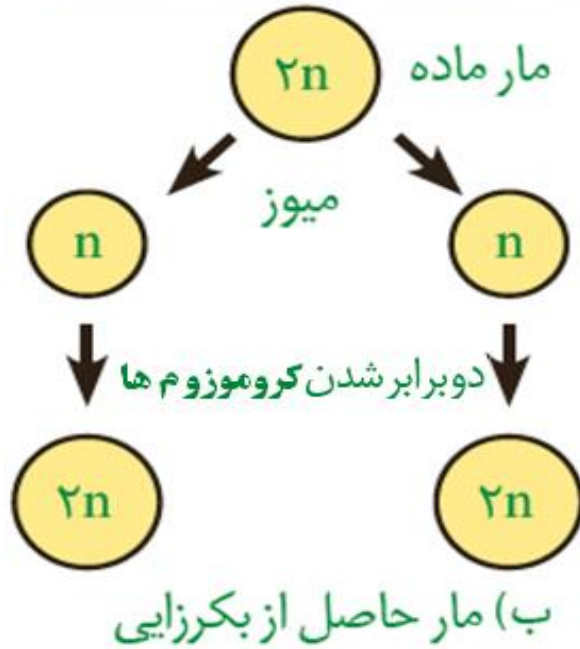 ۲n
مار ماده
میوز
n
n
دوبرابر شدن کروموزوم ها
۲n
۲n
ب) مار حاصل از بکرزایی